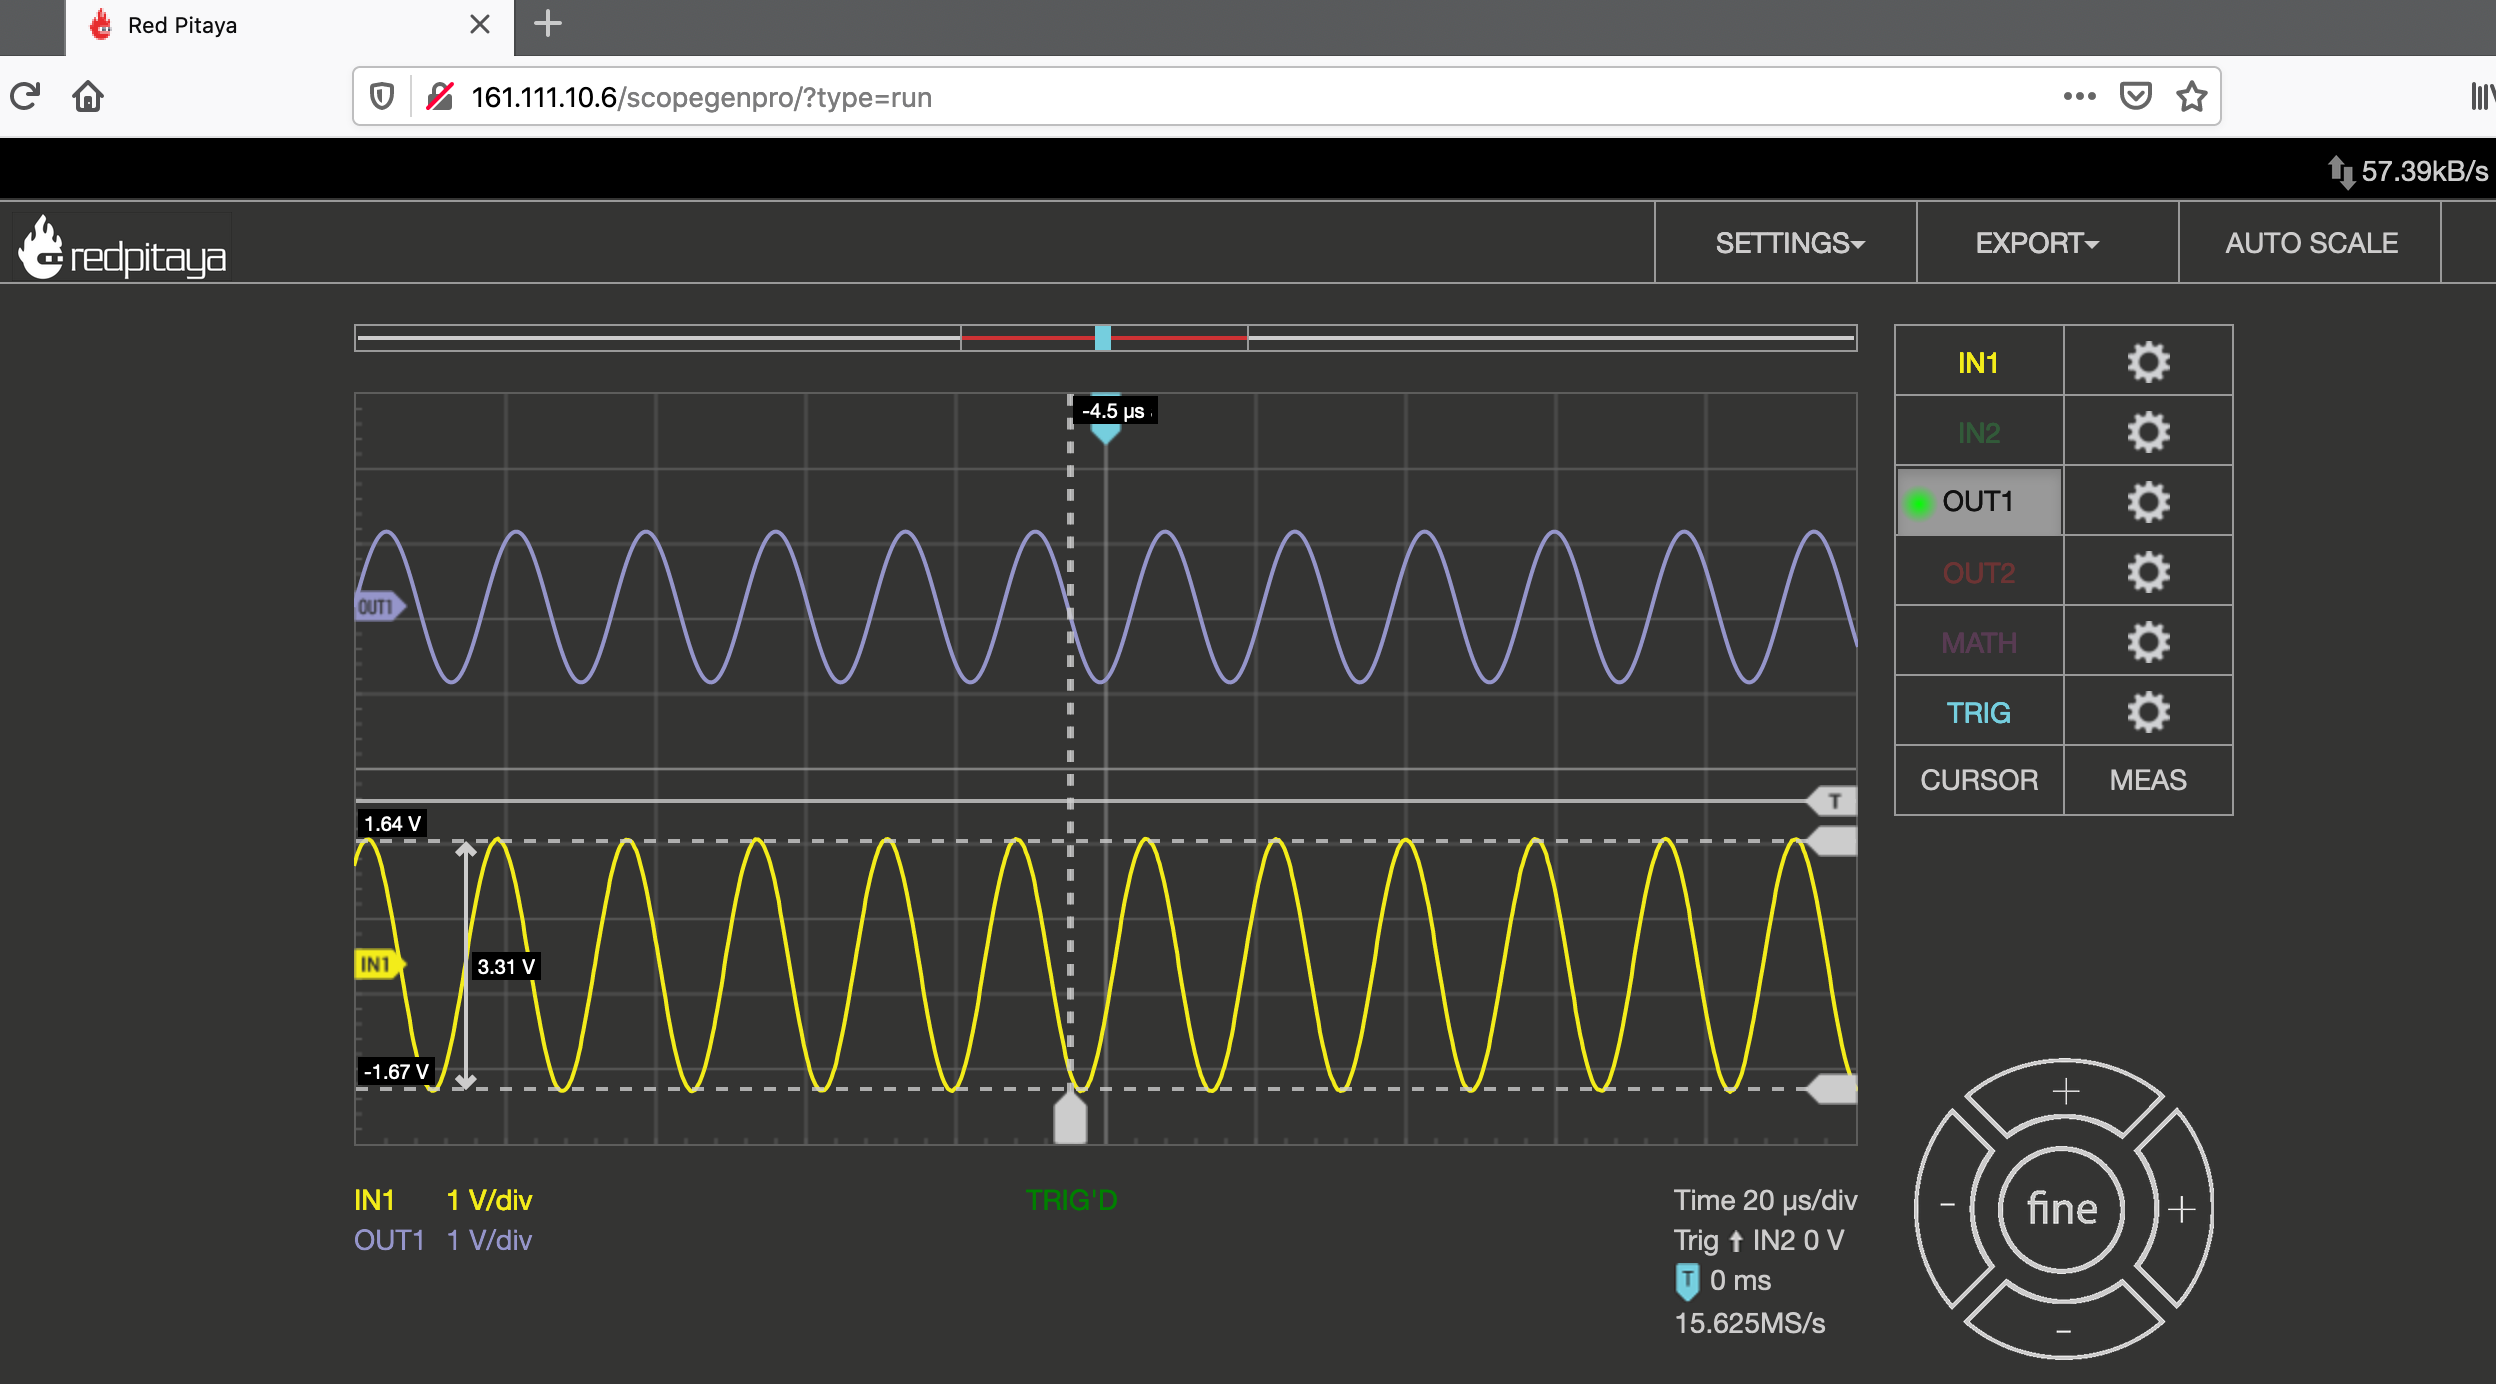 Red Pitaya
161.111.10.6/scopegenpro/?type=run
57.39kB/s
redpitaya
SETTINGS
EXPORT
AUTO SCALE
-4.5 µs
IN1
IN2
OUT1
OUT2
MATH
TRIG
CURSOR
MEAS
OUT1
T
1.64 V
IN1
3.31 V
-1.67 V
IN1 1 V/div
OUT1 1 V/div
TRIG'D
Time 20 µs/div
Trig IN2 0 V
T 0 ms
15.625MS/s
+
- fine +
-